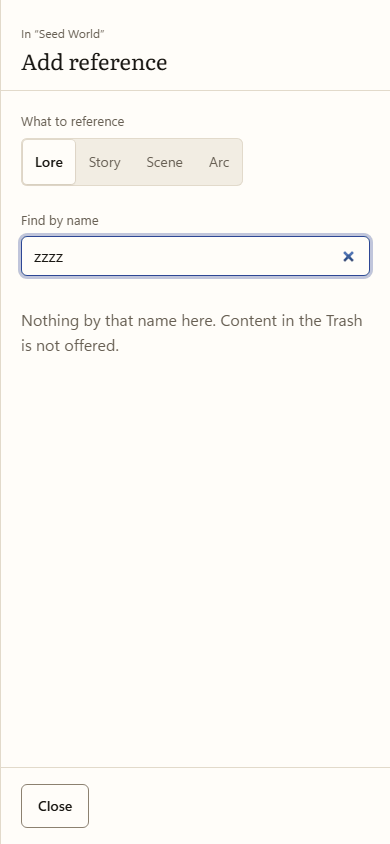 In “Seed World”
Add reference
What to reference
Lore Story Scene Arc
Find by name
zzzz
Nothing by that name here. Content in the Trash
is not offered.
Close